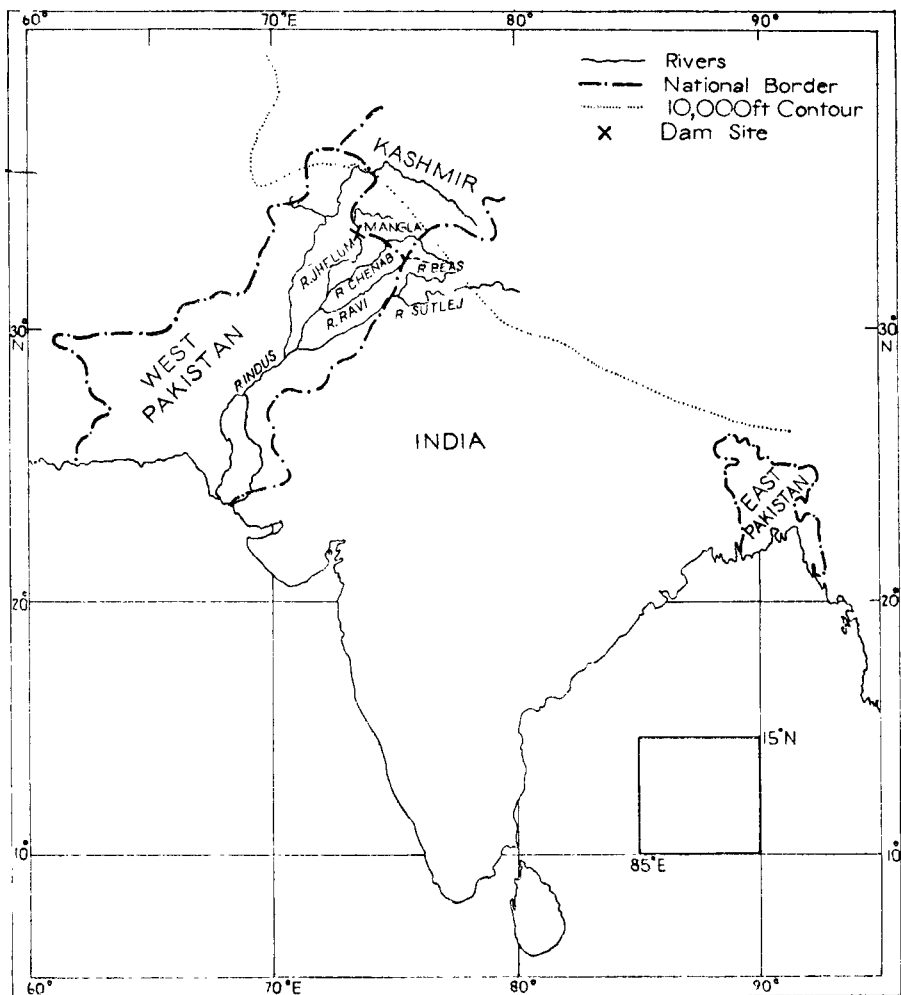 60°
70°E
80°
90°
Rivers
National Border
10,000ft Contour
Dam Site
KASHMIR
MANGLA
R. JHELUM
R CHENAB
R BEAS
R. RAVI
R SUTLEJ
30°
N
30°
N
WEST
PAKISTAN
R INDUS
INDIA
EAST
PAKISTAN
20°
20°
15°N
10°
10°
85°E
60°
70°E
80°
90°